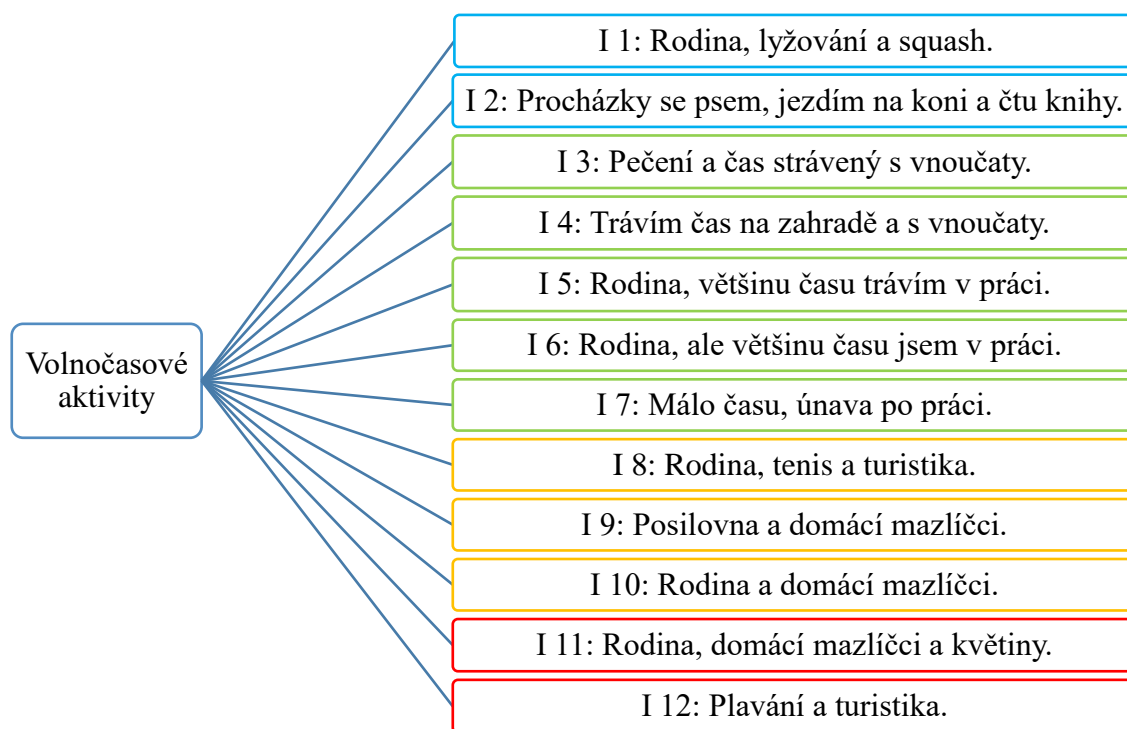 Volnočasové
aktivity
I 1: Rodina, lyžování a squash.
I 2: Procházky se psem, jezdím na koni a čtu knihy.
I 3: Pečení a čas strávený s vnoučaty.
I 4: Trávím čas na zahradě a s vnoučaty.
I 5: Rodina, většinu času trávím v práci.
I 6: Rodina, ale většinu času jsem v práci.
I 7: Málo času, únava po práci.
I 8: Rodina, tenis a turistika.
I 9: Posilovna a domácí mazlíčci.
I 10: Rodina a domácí mazlíčci.
I 11: Rodina, domácí mazlíčci a květiny.
I 12: Plavání a turistika.